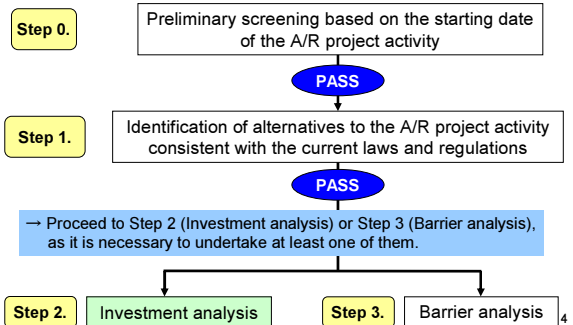 Step 0.
Preliminary screening based on the starting date
of the A/R project activity
PASS
Step 1.
Identification of alternatives to the A/R project activity
consistent with the current laws and regulations
PASS
→ Proceed to Step 2 (Investment analysis) or Step 3 (Barrier analysis),
as it is necessary to undertake at least one of them.
Step 2.
Investment analysis
Step 3.
Barrier analysis
4